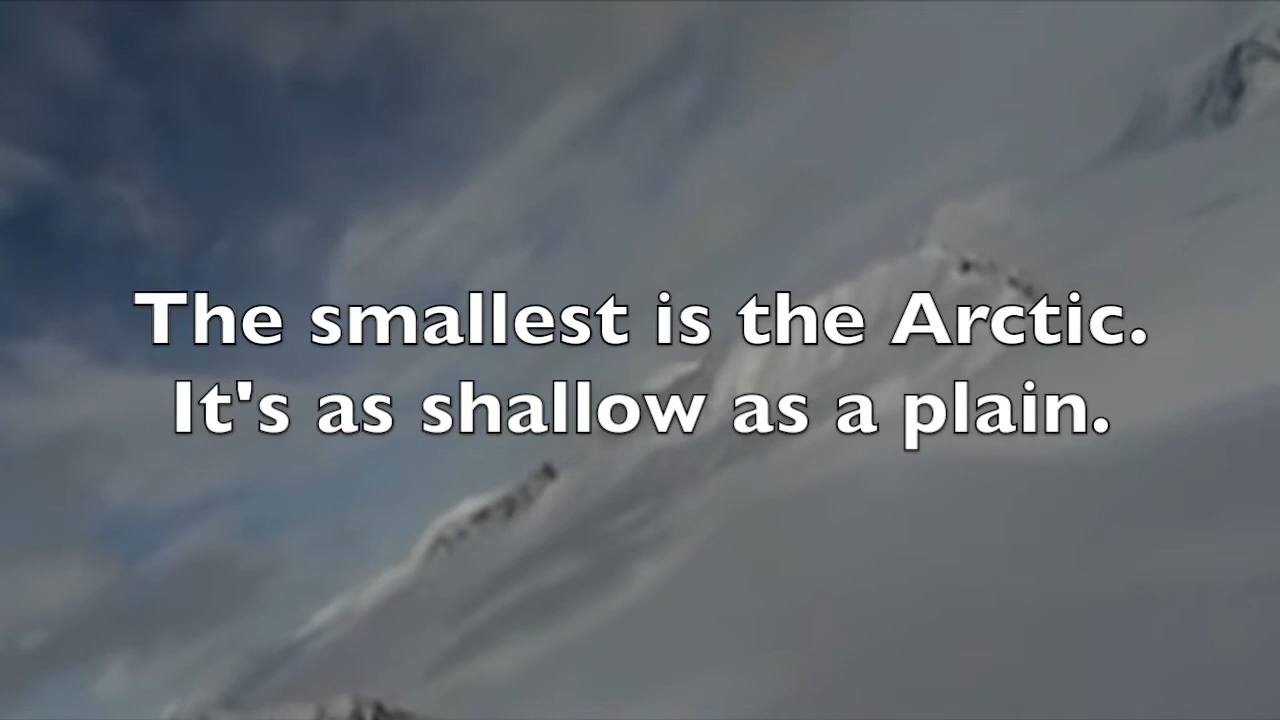 The smallest is the Arctic.
It's as shallow as a plain.